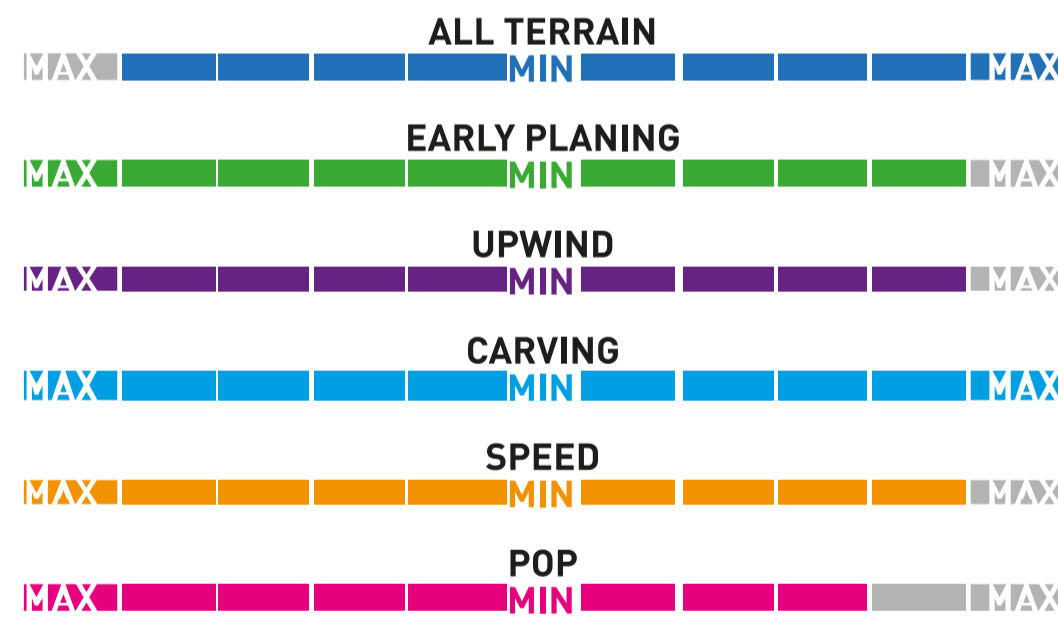 ALL TERRAIN
MAX MIN MAX
EARLY PLANING
MAX MIN MAX
UPWIND
MAX MIN MAX
CARVING
MAX MIN MAX
SPEED
MAX MIN MAX
POP
MAX MIN MAX